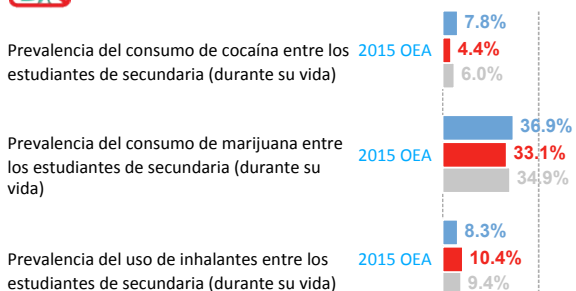 7.8%
Prevalencia del consumo de cocaína entre los 2015 OEA 4.4%
estudiantes de secundaria (durante su vida) 6.0%
36.9%
Prevalencia del consumo de marijuana entre
los estudiantes de secundaria (durante su 2015 OEA 33.1%
vida) 34.9%
8.3%
Prevalencia del uso de inhalantes entre los 2015 OEA 10.4%
estudiantes de secundaria (durante su vida) 9.4%